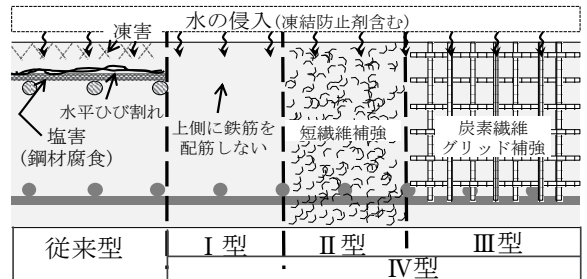 水の侵入(凍結防止剤含む)
凍害
水平ひび割れ
塩害
(鋼材腐食)
上側に鉄筋を
配筋しない
短繊維補強
炭素繊維
グリッド補強
従来型
Ⅰ型
Ⅱ型
Ⅲ型
Ⅳ型